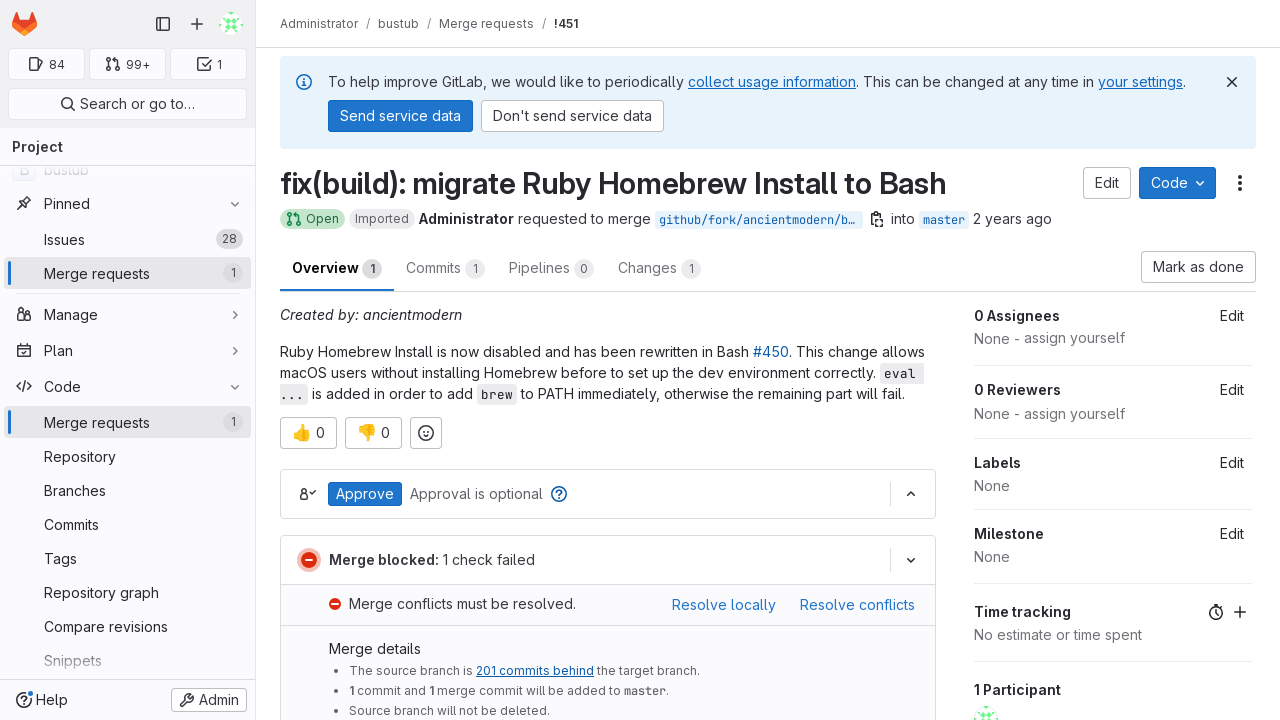 84
99+
1
Search or go to…
Project
bustub
Pinned
Issues 28
Merge requests 1
Manage
Plan
Code
Merge requests 1
Repository
Branches
Commits
Tags
Repository graph
Compare revisions
Snippets
Help
Admin
Administrator / bustub / Merge requests / !451
To help improve GitLab, we would like to periodically collect usage information. This can be changed at any time in your settings.
Send service data
Don't send service data
fix(build): migrate Ruby Homebrew Install to Bash
Edit
Code
Open Imported Administrator requested to merge github/fork/ancientmodern/b… into master 2 years ago
Overview 1
Commits 1
Pipelines 0
Changes 1
Mark as done
Created by: ancientmodern
Ruby Homebrew Install is now disabled and has been rewritten in Bash #450. This change allows
macOS users without installing Homebrew before to set up the dev environment correctly. eval
... is added in order to add brew to PATH immediately, otherwise the remaining part will fail.
👍 0
👎 0
Approve Approval is optional
Merge blocked: 1 check failed
Merge conflicts must be resolved.
Resolve locally
Resolve conflicts
Merge details
• The source branch is 201 commits behind the target branch.
• 1 commit and 1 merge commit will be added to master.
• Source branch will not be deleted.
0 Assignees Edit
None - assign yourself
0 Reviewers Edit
None - assign yourself
Labels Edit
None
Milestone Edit
None
Time tracking
No estimate or time spent
1 Participant